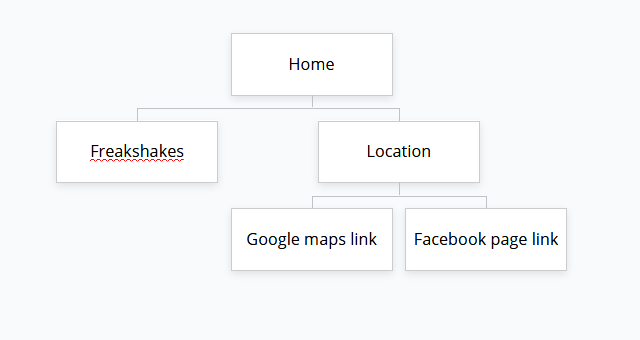 Home
Freakshakes
Location
Google maps link
Facebook page link